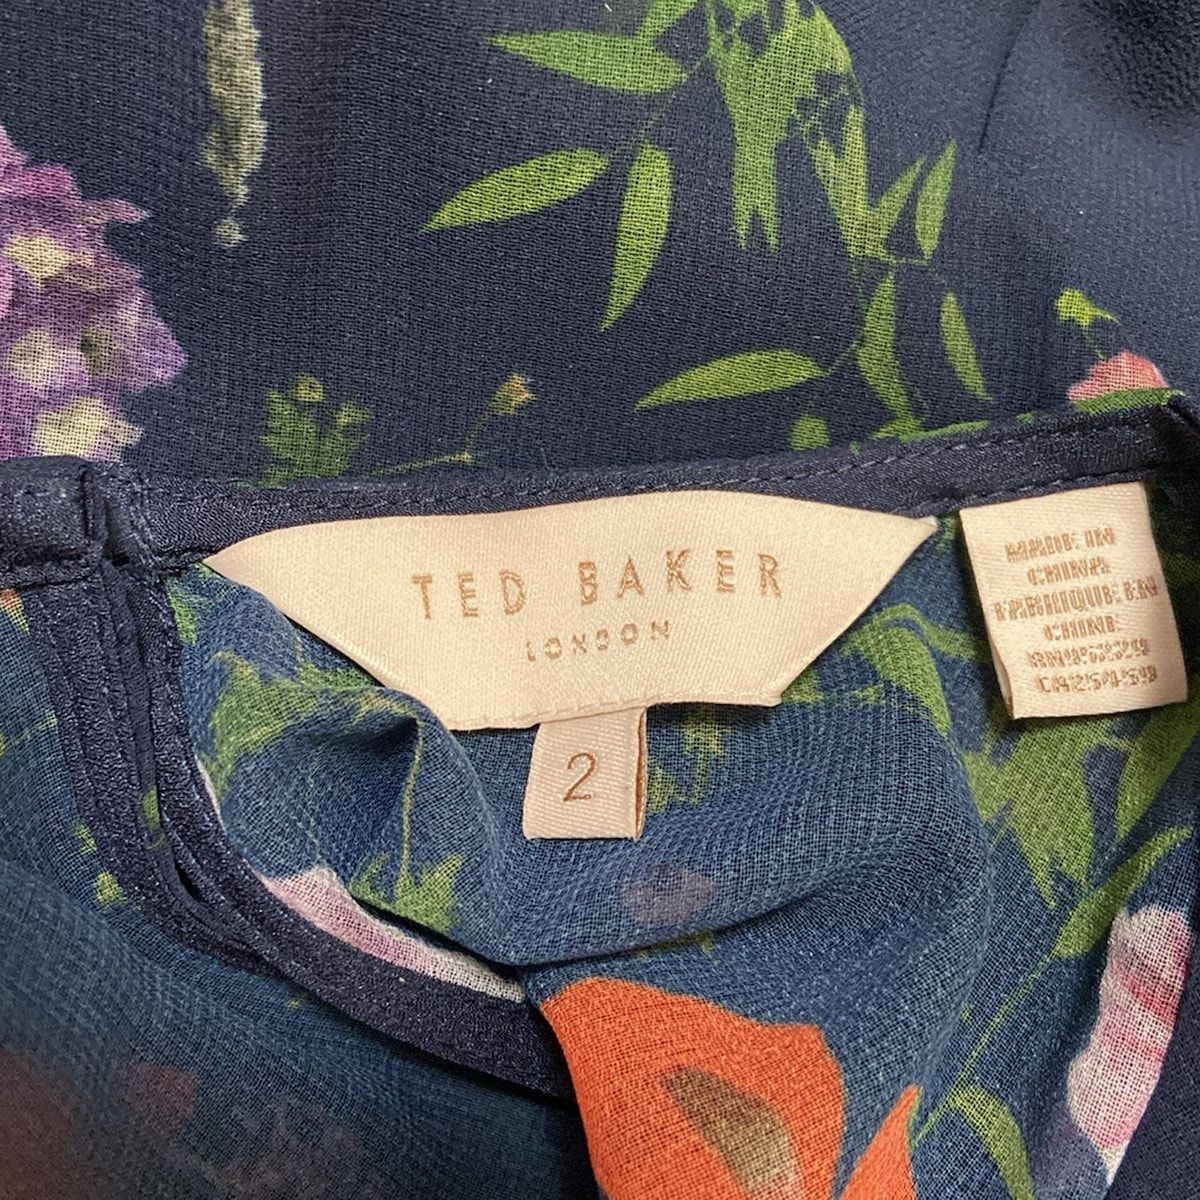 TED BAKER
LONDON
2
MADE IN
CHINA
FABRIQUE EN
CHINE